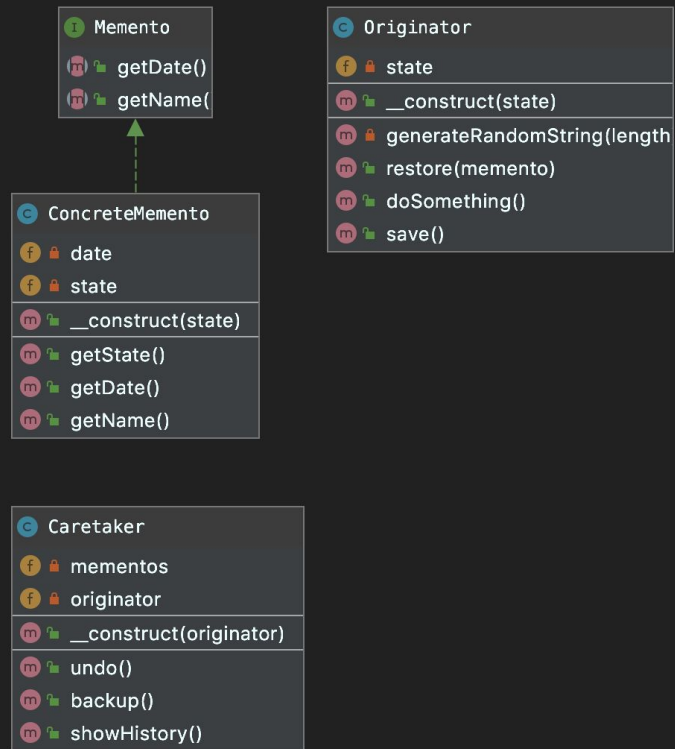 Memento
getDate()
getName(
Originator
state
__construct(state)
generateRandomString(length
restore(memento)
doSomething()
save()
ConcreteMemento
date
state
__construct(state)
getState()
getDate()
getName()
Caretaker
mementos
originator
__construct(originator)
undo()
backup()
showHistory()